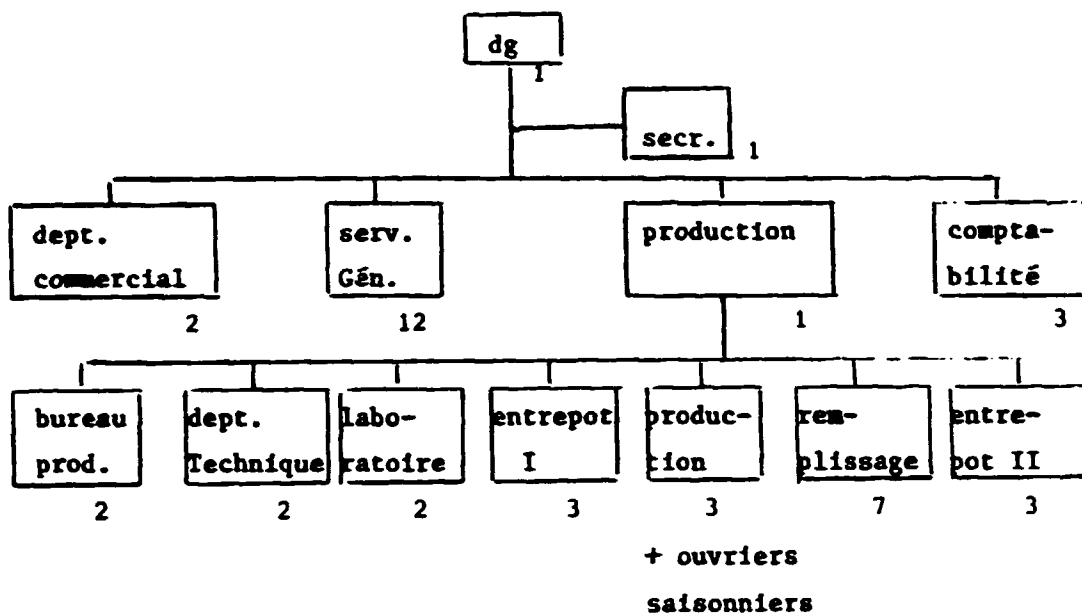 dg
1
secr.
1
dept.
commercial
2
serv.
Gén.
12
production
1
compta-
bilité
3
bureau
prod.
2
dept.
Technique
2
labo-
ratoire
2
entrepot
I
3
produc-
tion
3
+ ouvriers
saisonniers
rem-
plissage
7
entre-
pot II
3